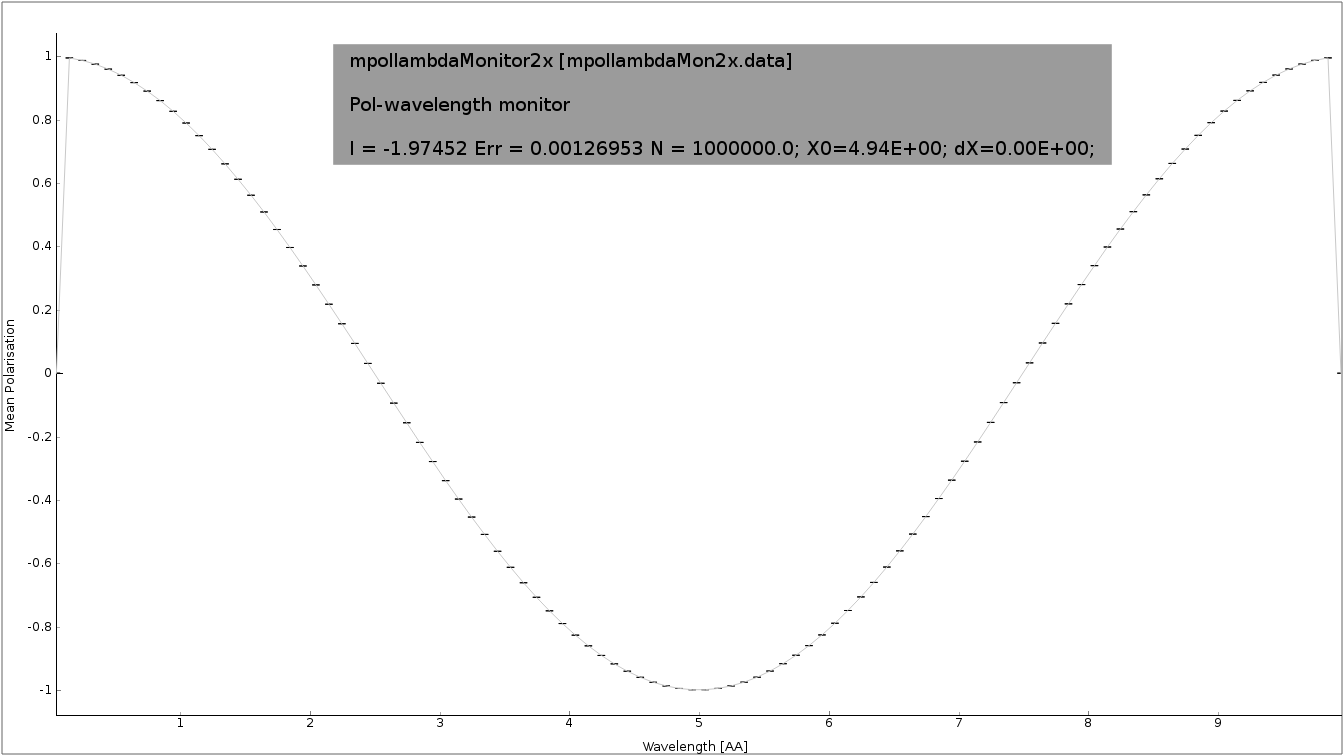 mpollambdaMonitor2x [mpollambdaMon2x.data]
Pol-wavelength monitor
I = -1.97452 Err = 0.00126953 N = 1000000.0; X0=4.94E+00; dX=0.00E+00;
Mean Polarisation
1
0.8
0.6
0.4
0.2
0
-0.2
-0.4
-0.6
-0.8
-1
1 2 3 4 5 6 7 8 9
Wavelength [AA]